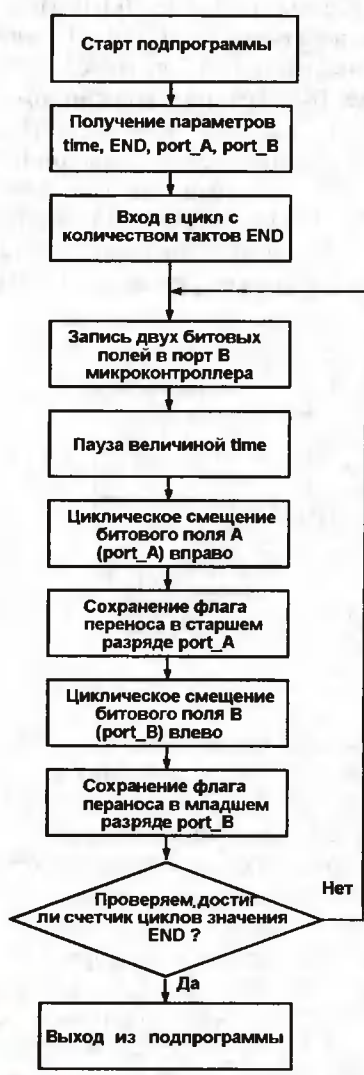 Старт подпрограммы
Получение параметров
time, END, port_A, port_B
Вход в цикл с
количеством тактов END
Запись двух битовых
полей в порт В
микроконтроллера
Пауза величиной time
Циклическое смещение
битового поля А
(port_A) вправо
Сохранение флага
переноса в старшем
разряде port_A
Циклическое смещение
битового поля В
(port_B) влево
Сохранение флага
пераноса в младшем
разряде port_B
Проверяем, достиг
ли счетчик циклов значения
END ?
Нет
Да
Выход из подпрограммы